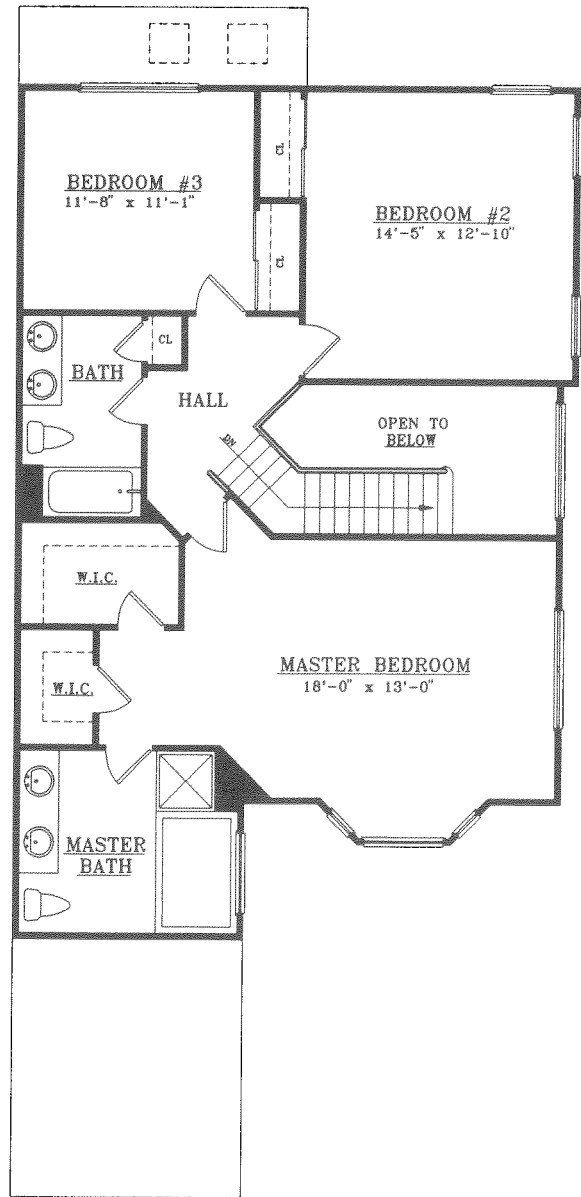 CL
BEDROOM #3
11'-8" x 11'-1"
BEDROOM #2
14'-5" x 12'-10"
CL
CL
BATH
HALL
OPEN TO
BELOW
DN
W.I.C.
MASTER BEDROOM
18'-0" x 13'-0"
W.I.C.
MASTER
BATH